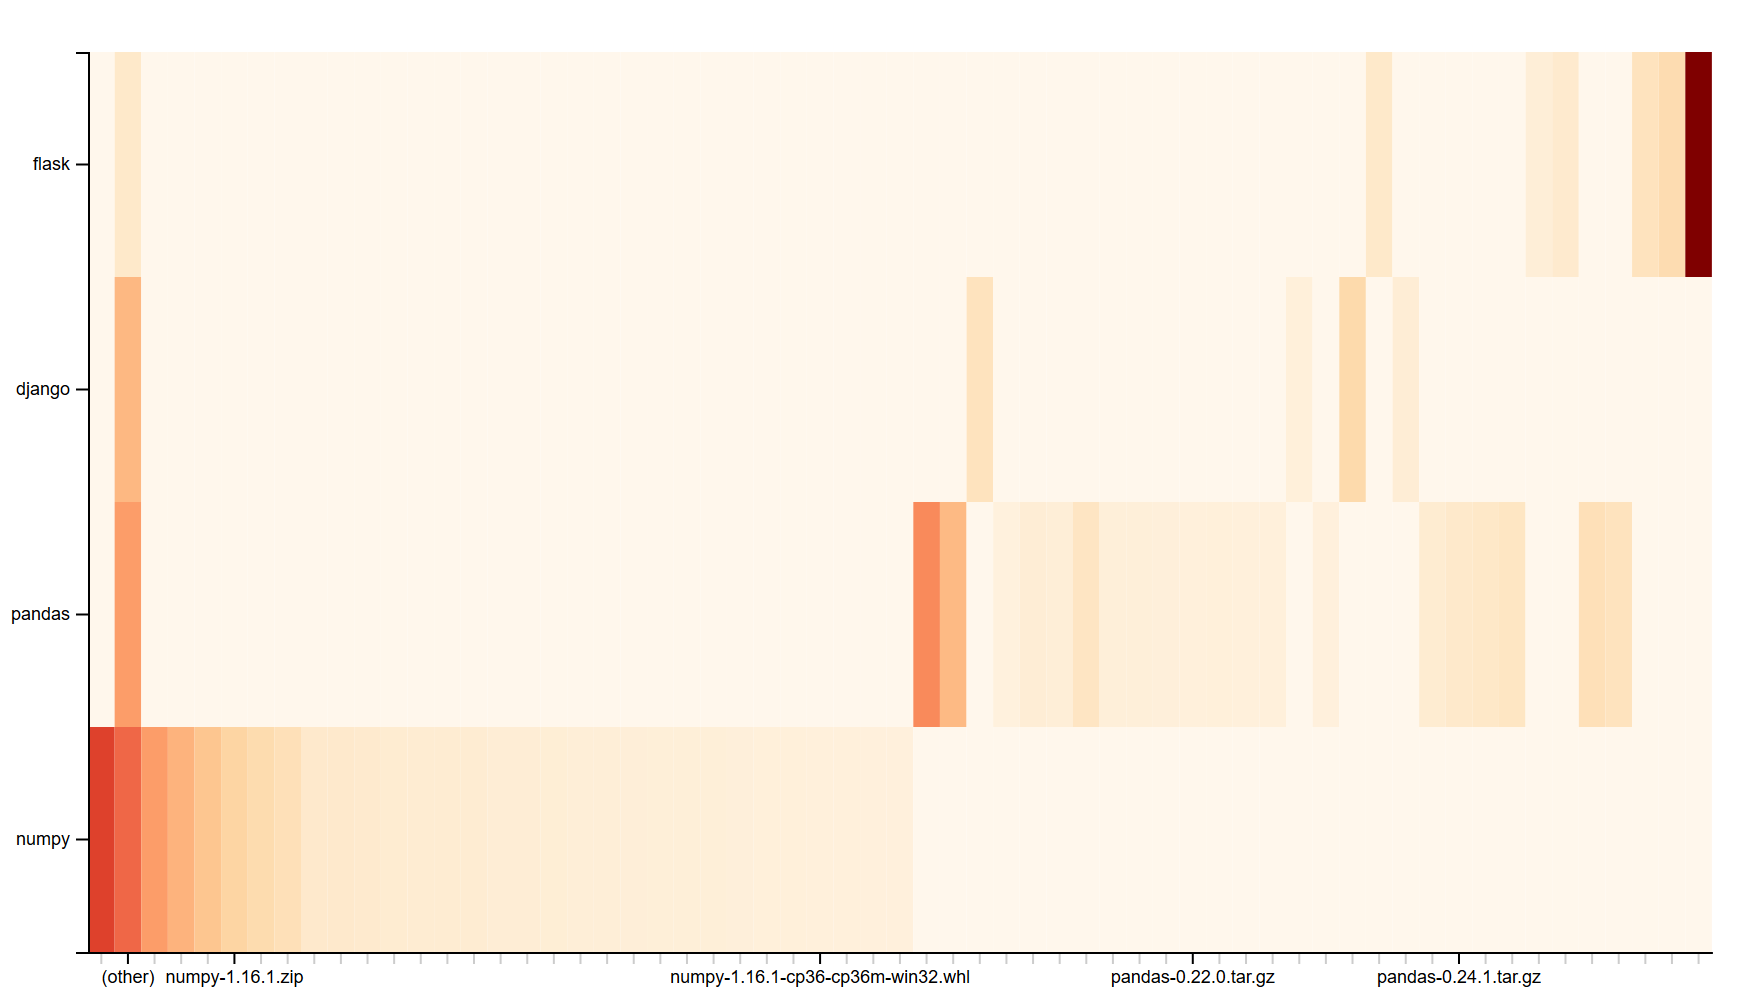 flask
django
pandas
numpy
(other) numpy-1.16.1.zip numpy-1.16.1-cp36-cp36m-win32.whl pandas-0.22.0.tar.gz pandas-0.24.1.tar.gz